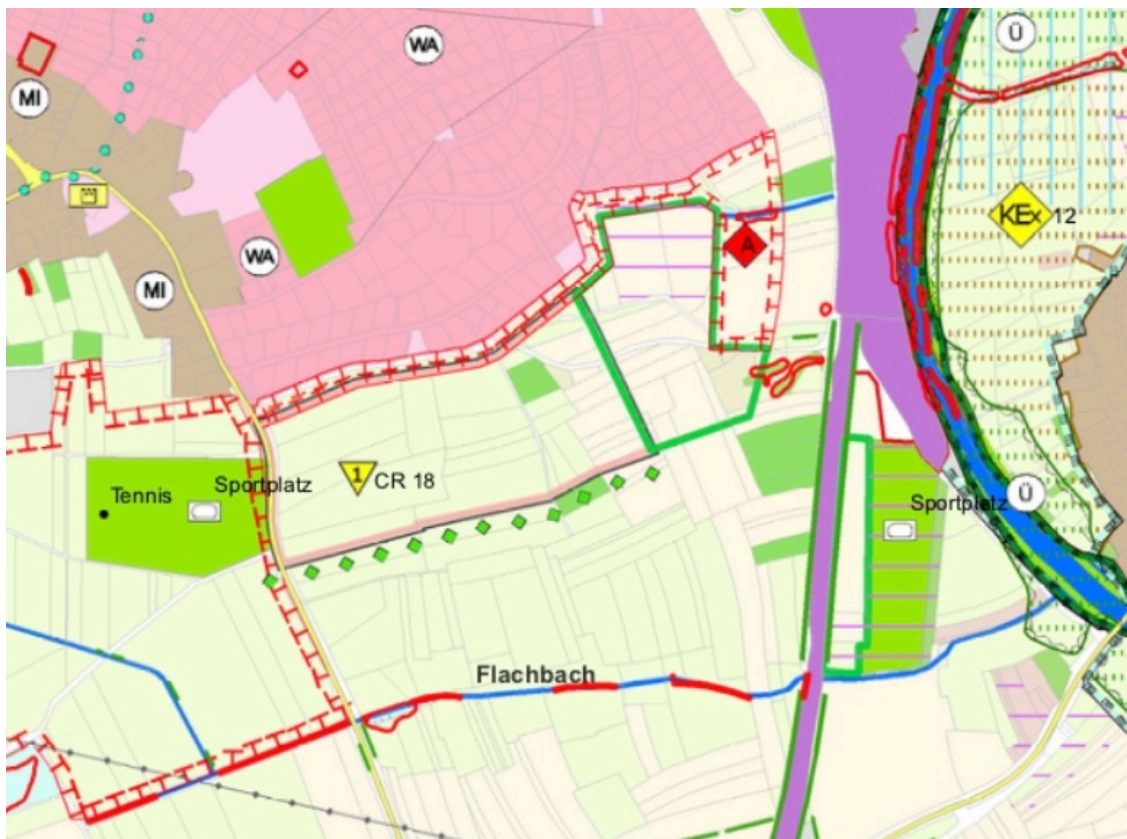 Ü
WA
MI
KEx 12
A
WA
MI
Sportplatz
1 CR 18
Tennis
Sportplatz
Ü
Flachbach